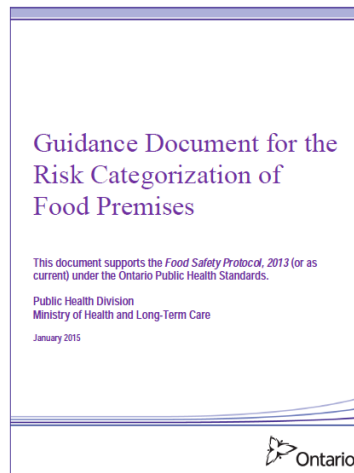 Guidance Document for the
Risk Categorization of
Food Premises
This document supports the Food Safety Protocol, 2013 (or as
current) under the Ontario Public Health Standards.
Public Health Division
Ministry of Health and Long-Term Care
January 2015
Ontario